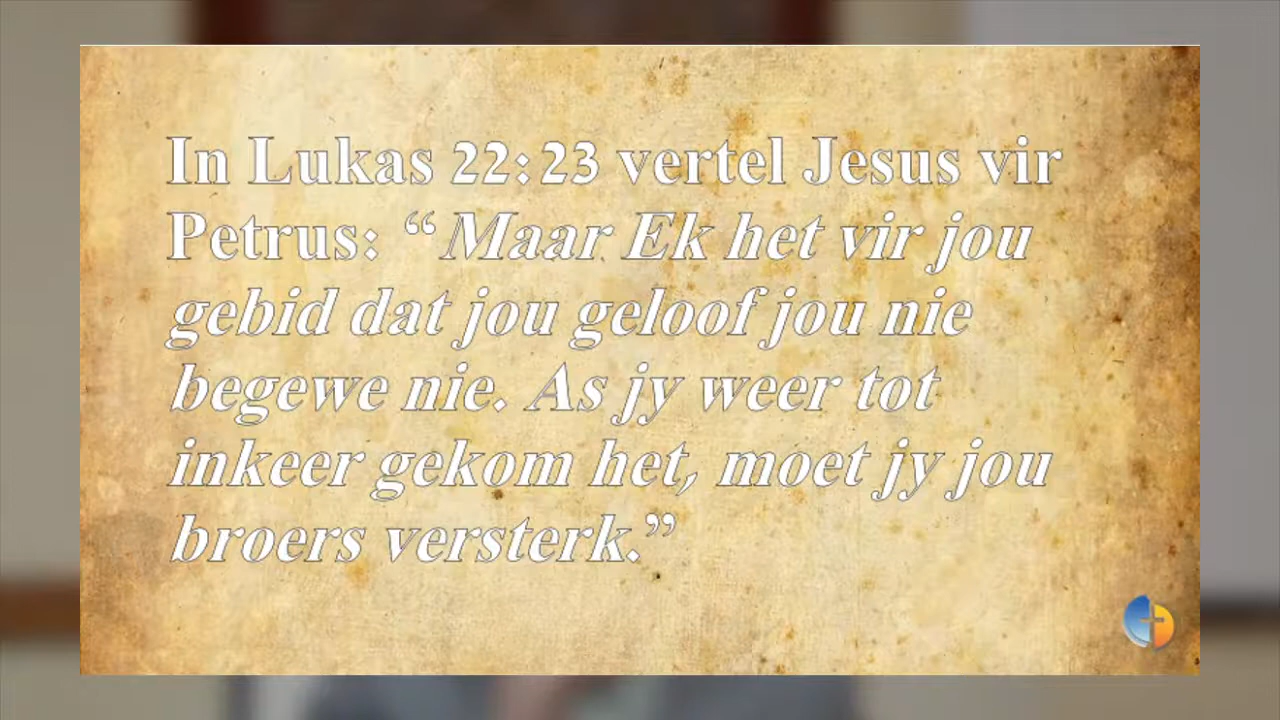 In Lukas 22:23 vertel Jesus vir
Petrus: “Maar Ek het vir jou
gebid dat jou geloof jou nie
begewe nie. As jy weer tot
inkeer gekom het, moet jy jou
broers versterk.”